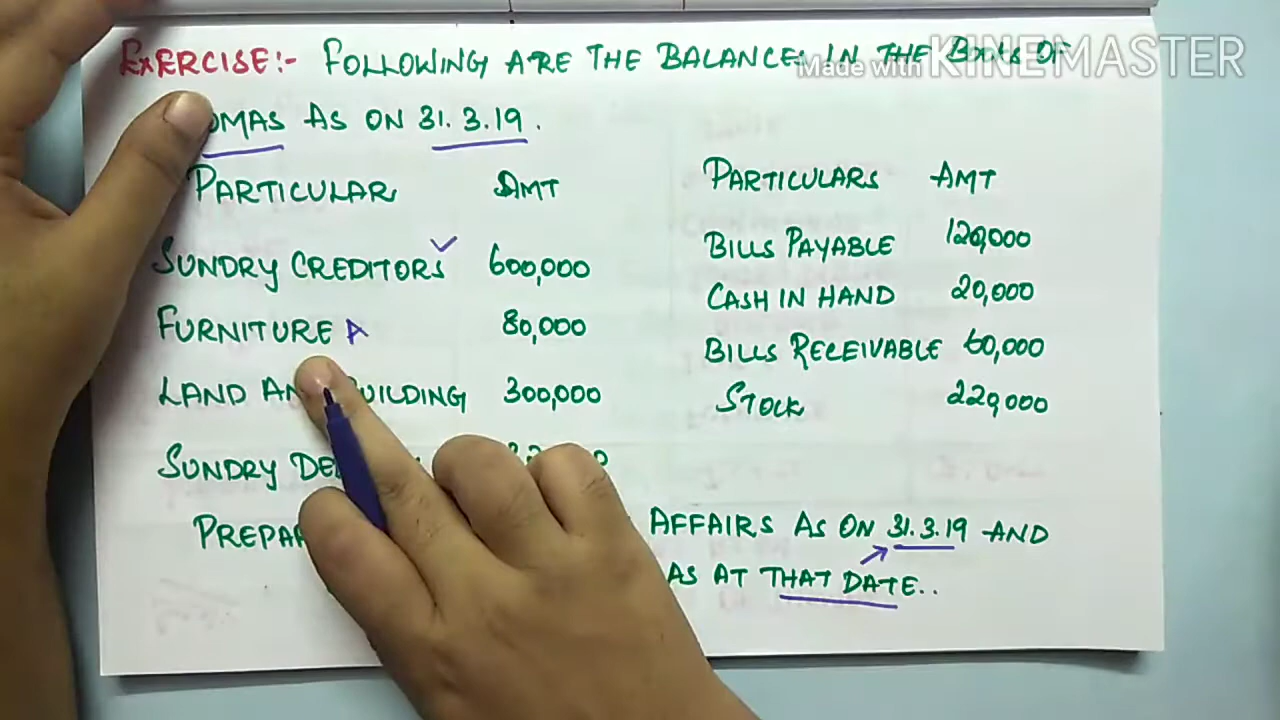 EXERCISE:- FOLLOWING ARE THE BALANCES IN THE BOOKS OF
Made with KINEMASTER
OMAS AS ON 31.3.19.
PARTICULAR AMT
PARTICULARS AMT
SUNDRY CREDITORS ✓ 600,000
BILLS PAYABLE 120,000
FURNITURE A 80,000
CASH IN HAND 20,000
LAND AN BUILDING 300,000
BILLS RECEIVABLE 60,000
SUNDRY DE
STOCK 220,000
PREPAR AFFAIRS AS ON 31.3.19 AND
AS AT THAT DATE..